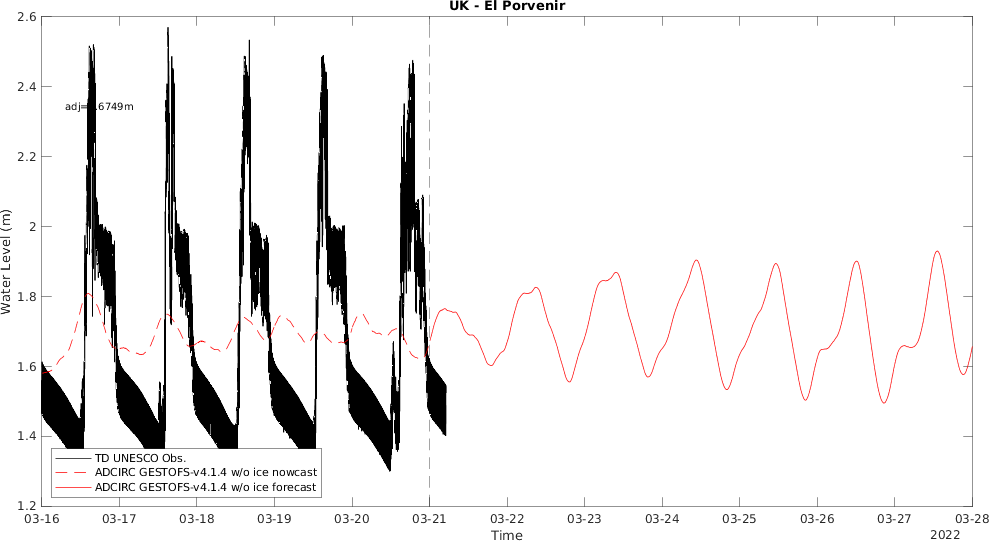 UK - El Porvenir
2.6
2.4
2.2
2
1.8
1.6
1.4
1.2
Water Level (m)
adj= .6749m
TD UNESCO Obs.
ADCIRC GESTOFS-v4.1.4 w/o ice nowcast
ADCIRC GESTOFS-v4.1.4 w/o ice forecast
03-16 03-17 03-18 03-19 03-20 03-21 03-22 03-23 03-24 03-25 03-26 03-27 03-28
Time
2022